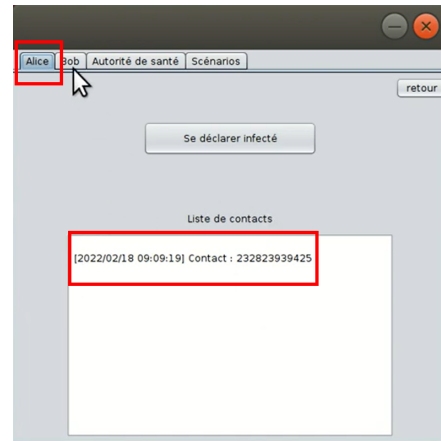 Alice Bob Autorité de santé Scénarios
retour
Se déclarer infecté
Liste de contacts
[2022/02/18 09:09:19] Contact : 232823939425